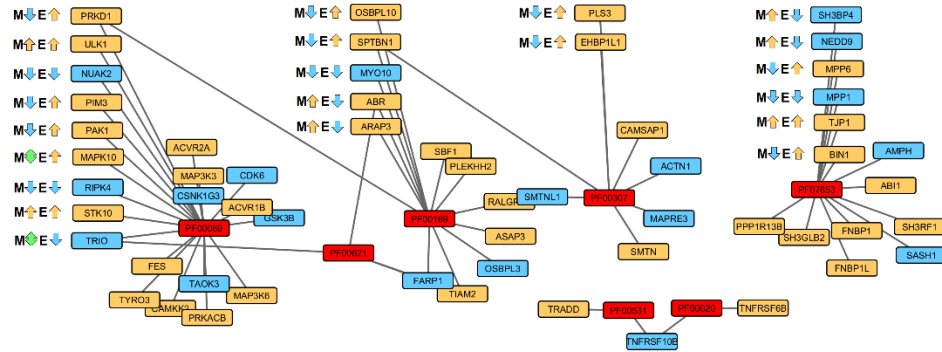 M E PRKD1
M E ULK1
M E NUAK2
M E PIM3
M E PAK1
M E MAPK10
M E RIPK4
M E STK10
M E TRIO
ACVR2A
MAP3K3
CDK6
CSNK1G3
ACVR1B
GSK3B
PF00069
FES
TAOK3
TYRO3
MAP3K6
PRKACB
M E OSBPL10
M E SPTBN1
M E MYO10
M E ABR
M E ARAP3
SBF1
PLEKHH2
PF00169
PF00621
ASAP3
OSBPL3
FARP1
TIAM2
M E PLS3
M E EHBP1L1
CAMSAP1
ACTN1
SMTNL1
PF00307
MAPRE3
SMTN
TRADD
PF00531
PF00020
TNFRSF6B
TNFRSF10B
M E SH3BP4
M E NEDD9
M E MPP6
M E MPP1
M E TJP1
M E BIN1
AMPH
PF07653
ABI1
PPP1R13B
SH3GLB2
FNBP1
SH3RF1
SASH1
FNBP1L